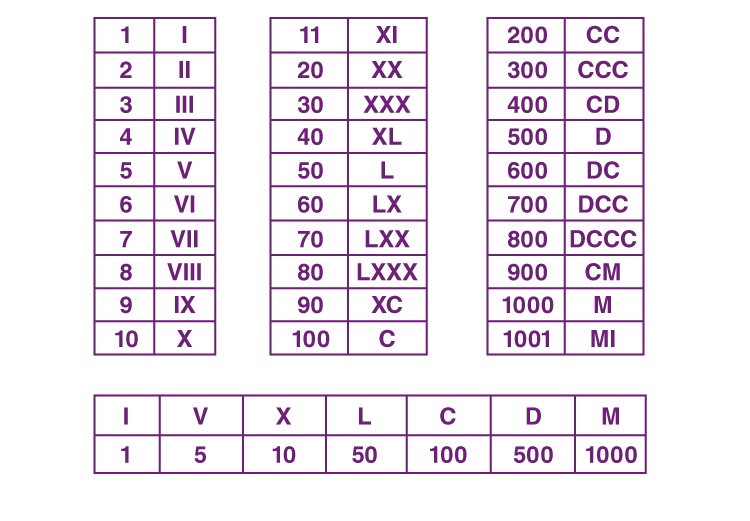 1 I
2 II
3 III
4 IV
5 V
6 VI
7 VII
8 VIII
9 IX
10 X
11 XI
20 XX
30 XXX
40 XL
50 L
60 LX
70 LXX
80 LXXX
90 XC
100 C
200 CC
300 CCC
400 CD
500 D
600 DC
700 DCC
800 DCCC
900 CM
1000 M
1001 MI
I V X L C D M
1 5 10 50 100 500 1000